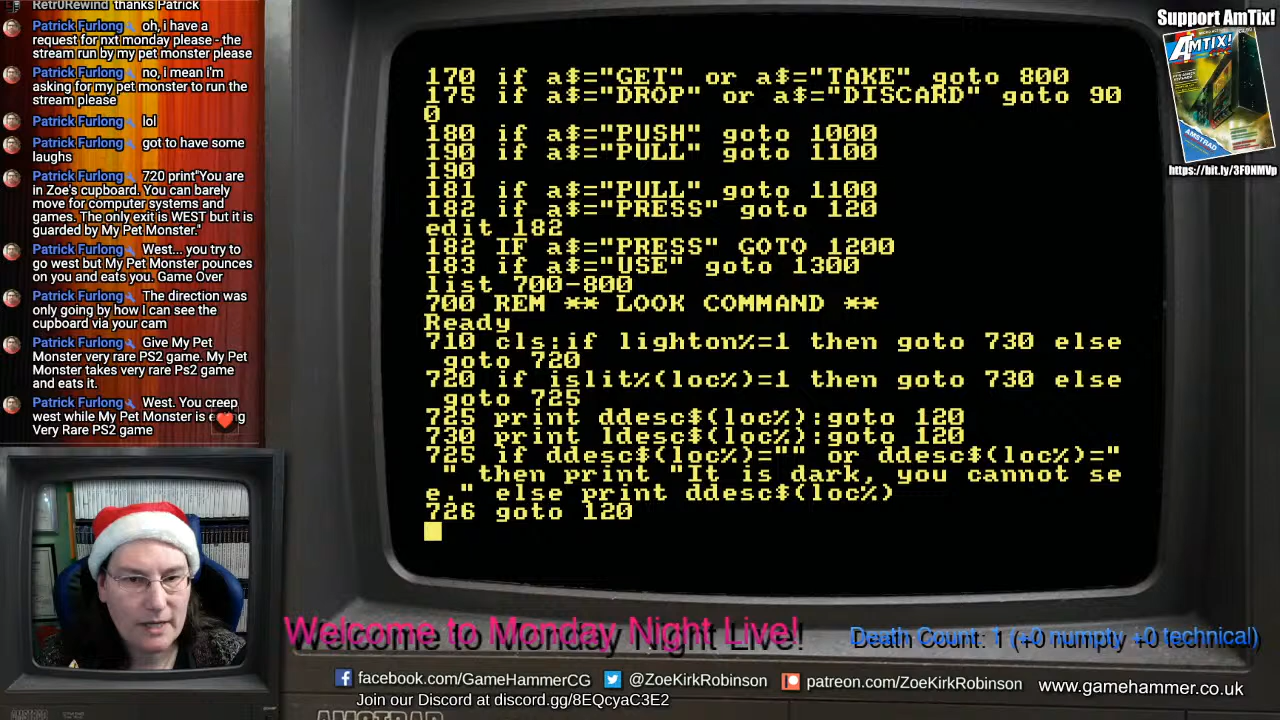 Retr0Rewind thanks Patrick
Patrick Furlong oh, i have a
request for nxt monday please - the
stream run by my pet monster please
Patrick Furlong no, i mean i'm
asking for my pet monster to run the
stream please
Patrick Furlong lol
Patrick Furlong got to have some
laughs
Patrick Furlong 720 print"You are
in Zoe's cupboard. You can barely
move for computer systems and
games. The only exit is WEST but it is
guarded by My Pet Monster."
Patrick Furlong West... you try to
go west but My Pet Monster pounces
on you and eats you. Game Over
Patrick Furlong The direction was
only going by how I can see the
cupboard via your cam
Patrick Furlong Give My Pet
Monster very rare PS2 game. My Pet
Monster takes very rare Ps2 game
and eats it.
Patrick Furlong West. You creep
west while My Pet Monster is
Very Rare PS2 game
170 if a$="GET" or a$="TAKE" goto 800
175 if a$="DROP" or a$="DISCARD" goto 90
0
180 if a$="PUSH" goto 1000
190 if a$="PULL" goto 1100
190
181 if a$="PULL" goto 1100
182 if a$="PRESS" goto 120
edit 182
182 IF a$="PRESS" GOTO 1200
183 if a$="USE" goto 1300
list 700-800
700 REM ** LOOK COMMAND **
Ready
710 cls:if lighton%=1 then goto 730 else
goto 720
720 if islit%(loc%)=1 then goto 730 else
goto 725
725 print ddesc$(loc%):goto 120
730 print ldesc$(loc%):goto 120
725 if ddesc$(loc%)="" or ddesc$(loc%)="
" then print "It is dark, you cannot se
e." else print ddesc$(loc%)
726 goto 120
Support AmTix!
AMTIX!
AMSTRAD
https://bit.ly/3F0NMVp
Welcome to Monday Night Live!
Death Count: 1 (+0 numpty +0 technical)
facebook.com/GameHammerCG
@ZoeKirkRobinson
patreon.com/ZoeKirkRobinson
www.gamehammer.co.uk
Join our Discord at discord.gg/8EQcyaC3E2
AMSTRAD